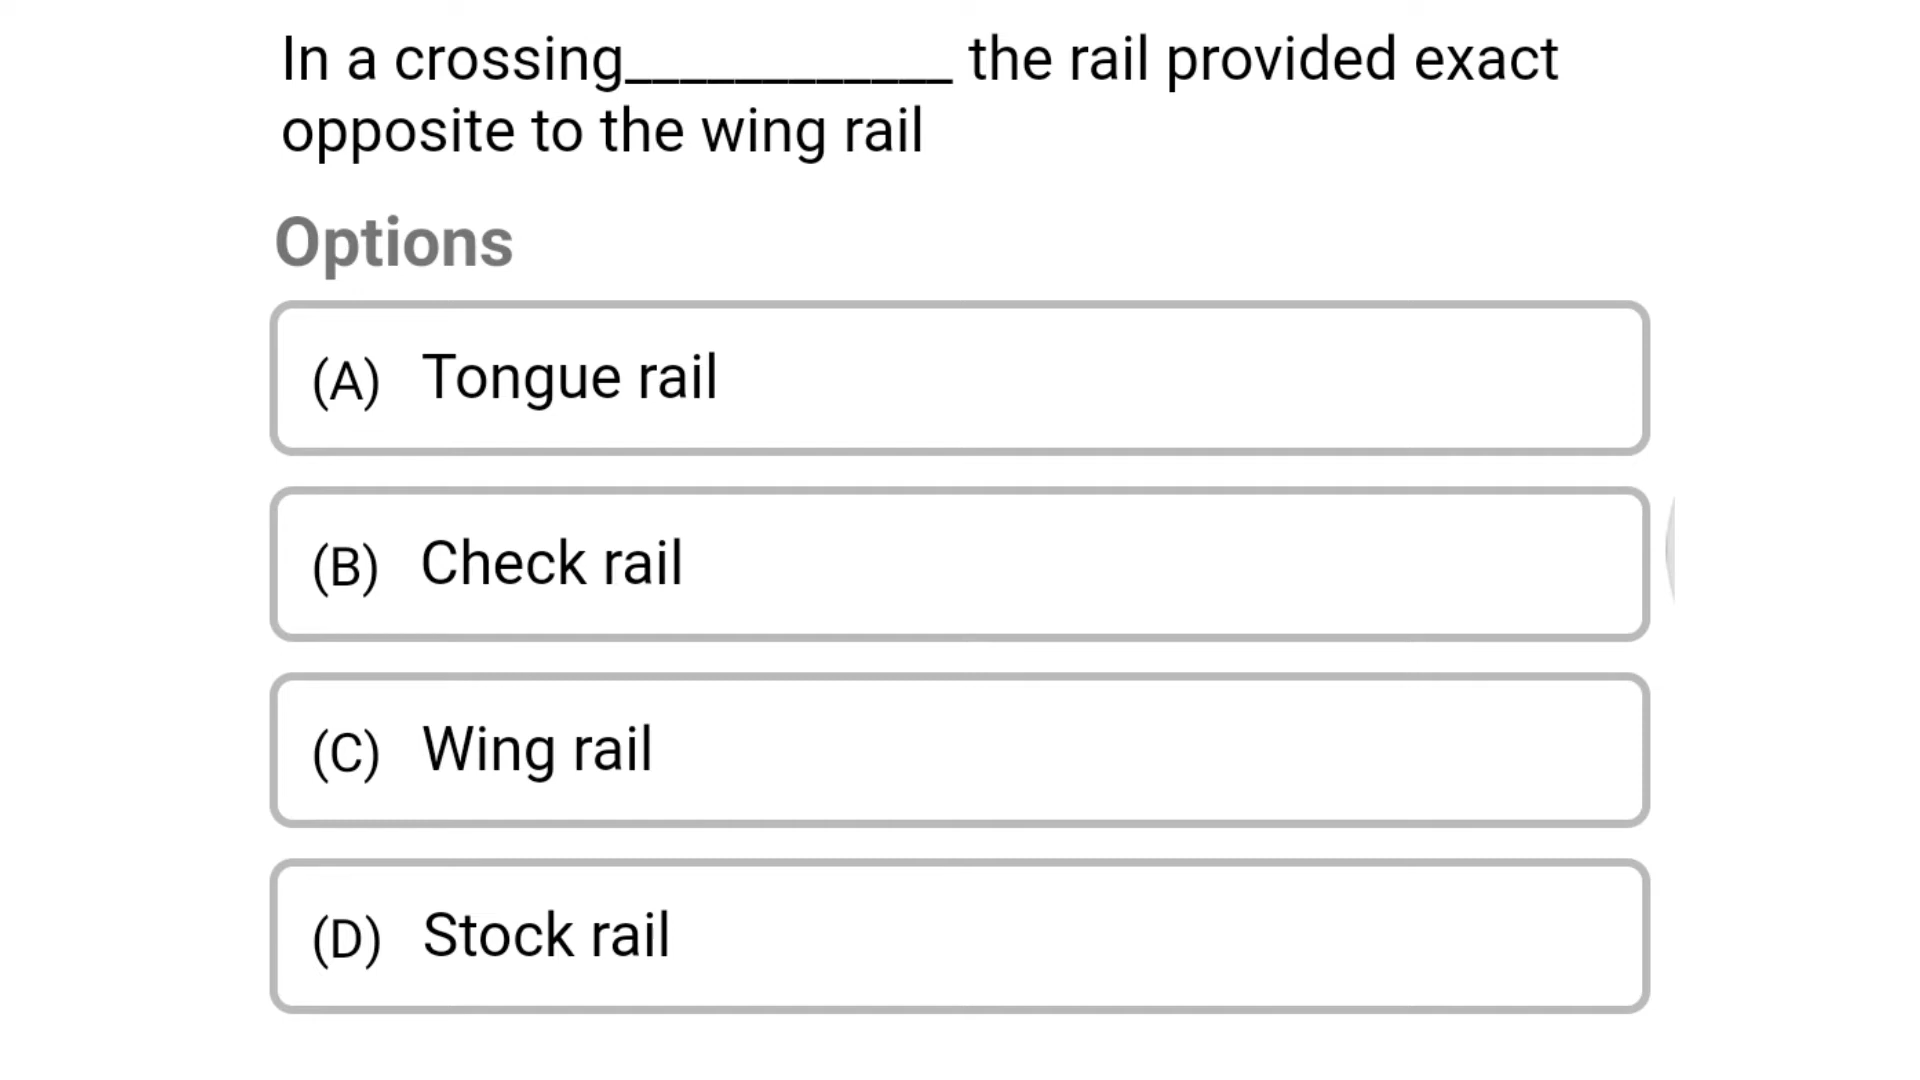 In a crossing____________ the rail provided exact
opposite to the wing rail
Options
(A) Tongue rail
(B) Check rail
(C) Wing rail
(D) Stock rail